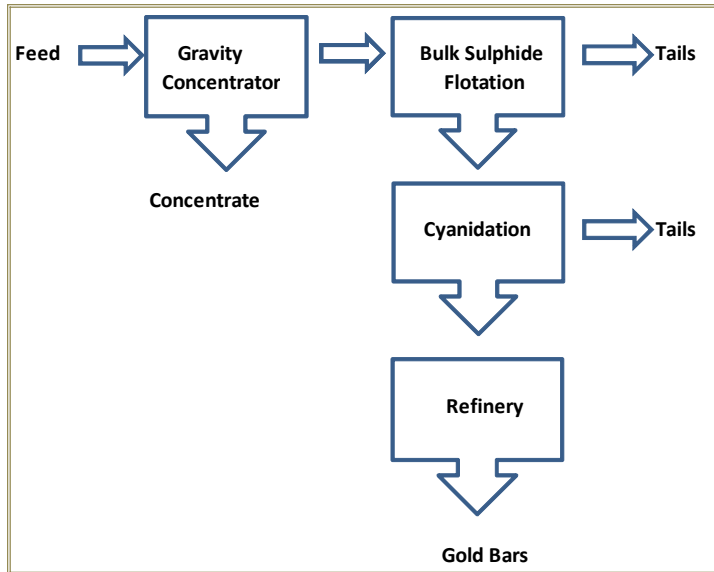 Feed
Gravity
Concentrator
Bulk Sulphide
Flotation
Tails
Concentrate
Cyanidation
Tails
Refinery
Gold Bars